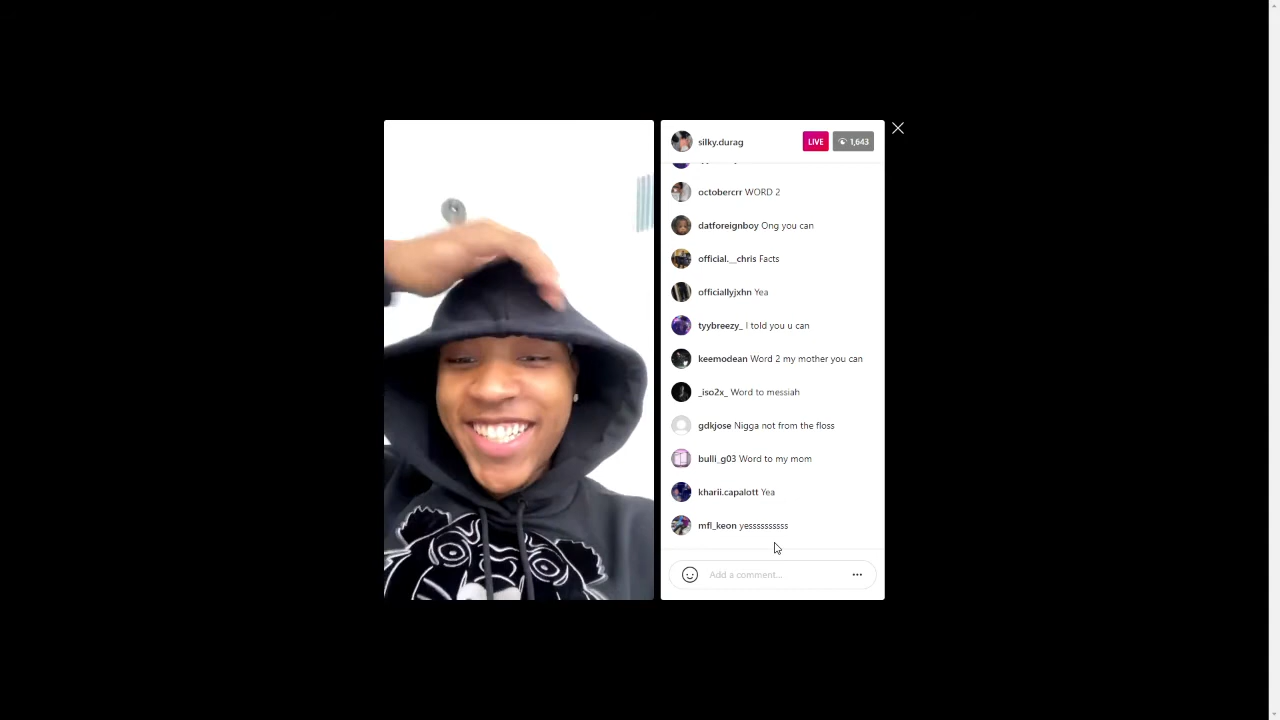 silky.durag LIVE 1,643
octobercrr WORD 2
datforeignboy Ong you can
official.__chris Facts
officiallyjxhn Yea
tyybreezy_ I told you u can
keemodean Word 2 my mother you can
_iso2x_ Word to messiah
gdkjose Nigga not from the floss
bulli_g03 Word to my mom
kharii.capalott Yea
mfl_keon yesssssssss
Add a comment...